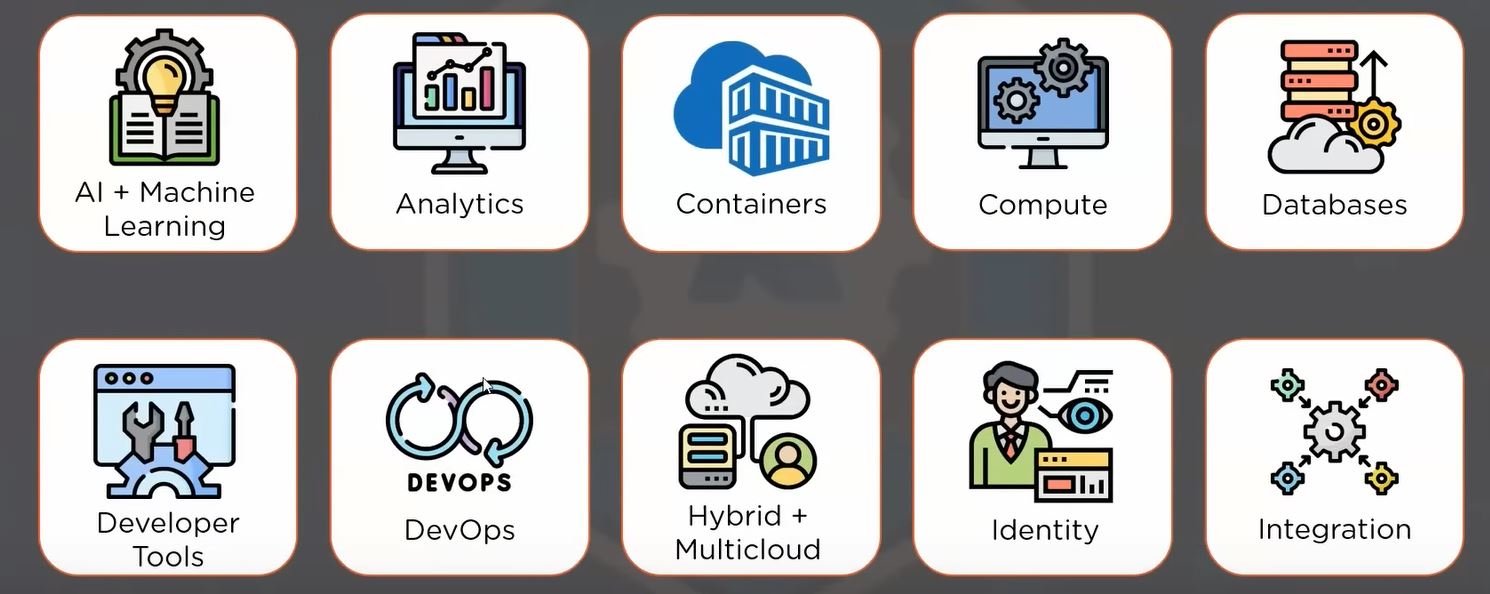 AI + Machine
Learning
Analytics
Containers
Compute
Databases
Developer
Tools
DEVOPS
DevOps
Hybrid +
Multicloud
Identity
Integration